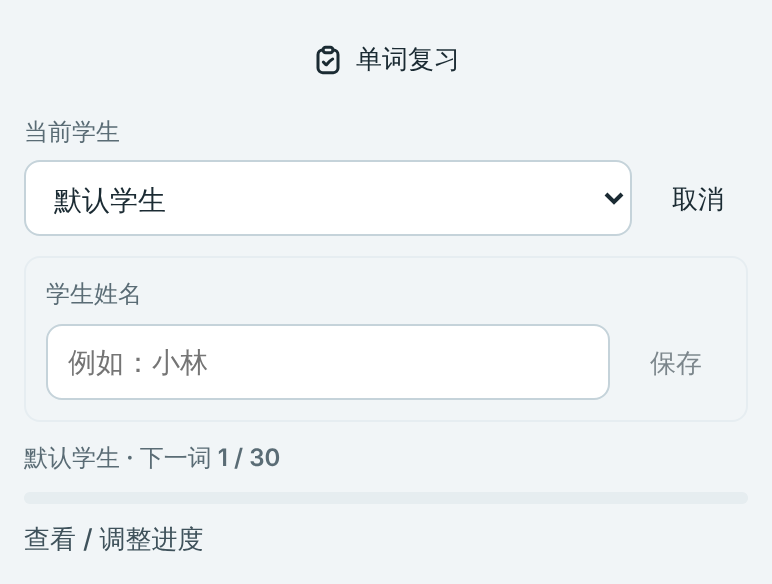 单词复习
当前学生
默认学生 取消
学生姓名
例如：小林 保存
默认学生 · 下一词 1 / 30
查看 / 调整进度